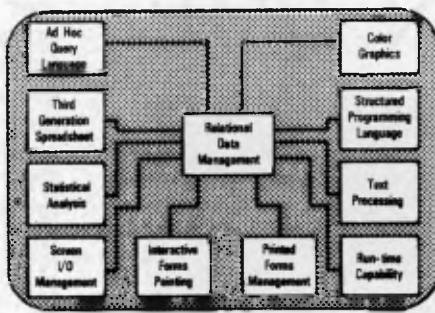 Ad Hoc
Query
Language
Color
Graphics
Third
Generation
Spreadsheet
Relational
Data
Management
Structured
Programming
Language
Statistical
Analysis
Text
Processing
Screen
I/O
Management
Interactive
Forms
Painting
Printed
Forms
Management
Run-time
Capability